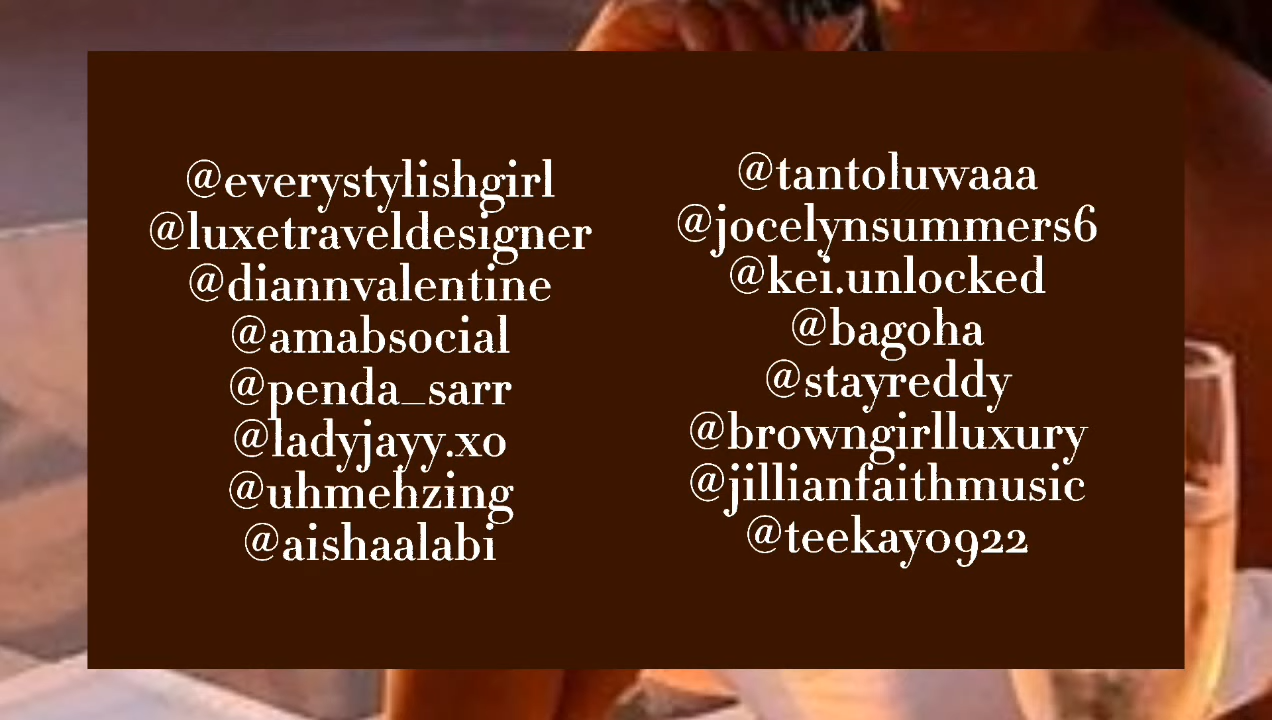 @everystylishgirl
@luxetraveldesigner
@diannvalentine
@amabsocial
@penda_sarr
@ladyjayy.xo
@uhmehzing
@aishaalabi
@tantoluwaaa
@jocelynsummers6
@kei.unlocked
@bagoha
@stayreddy
@browngirlluxury
@jillianfaithmusic
@teekay0922